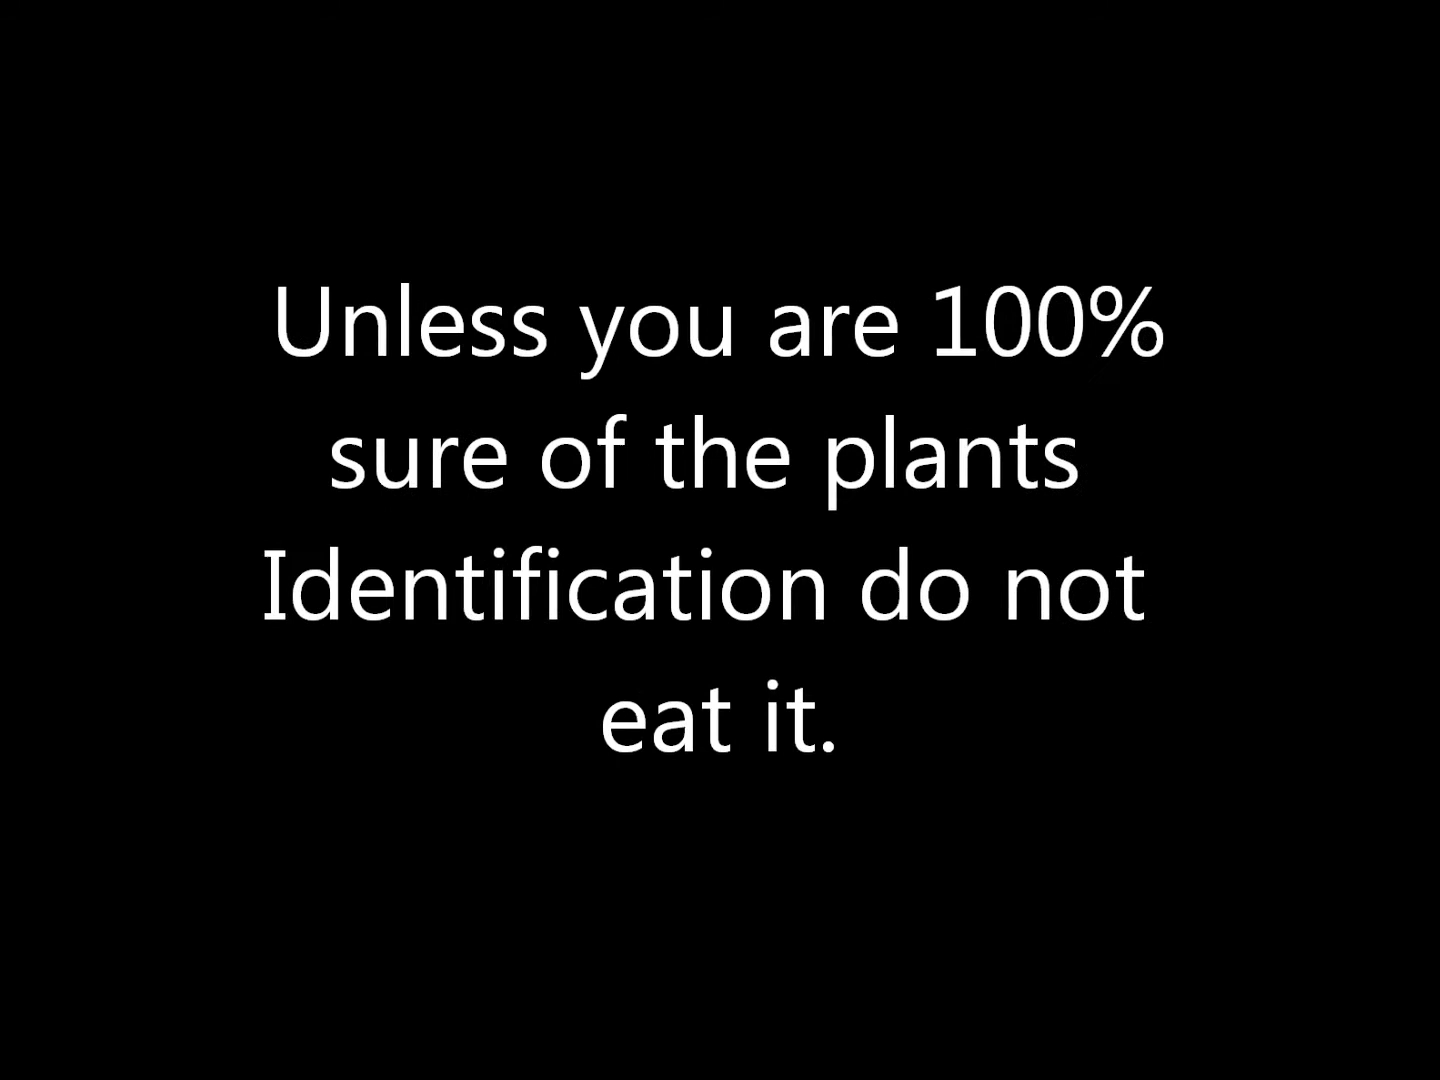 Unless you are 100%
sure of the plants
Identification do not
eat it.